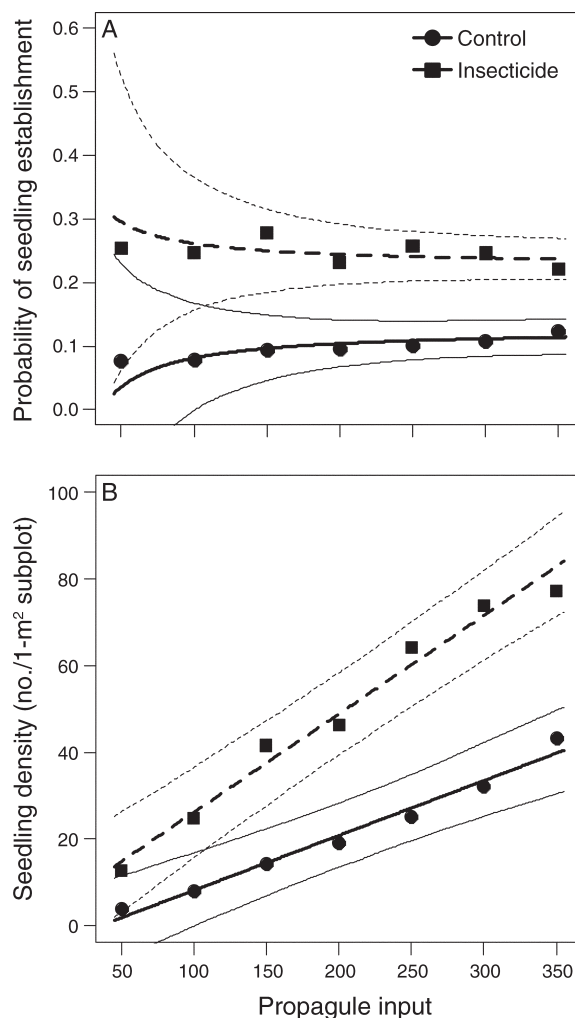 A
Control
Insecticide
Probability of seedling establishment
0.6
0.5
0.4
0.3
0.2
0.1
0.0
B
Seedling density (no./1-m² subplot)
100
80
60
40
20
0
50 100 150 200 250 300 350
Propagule input